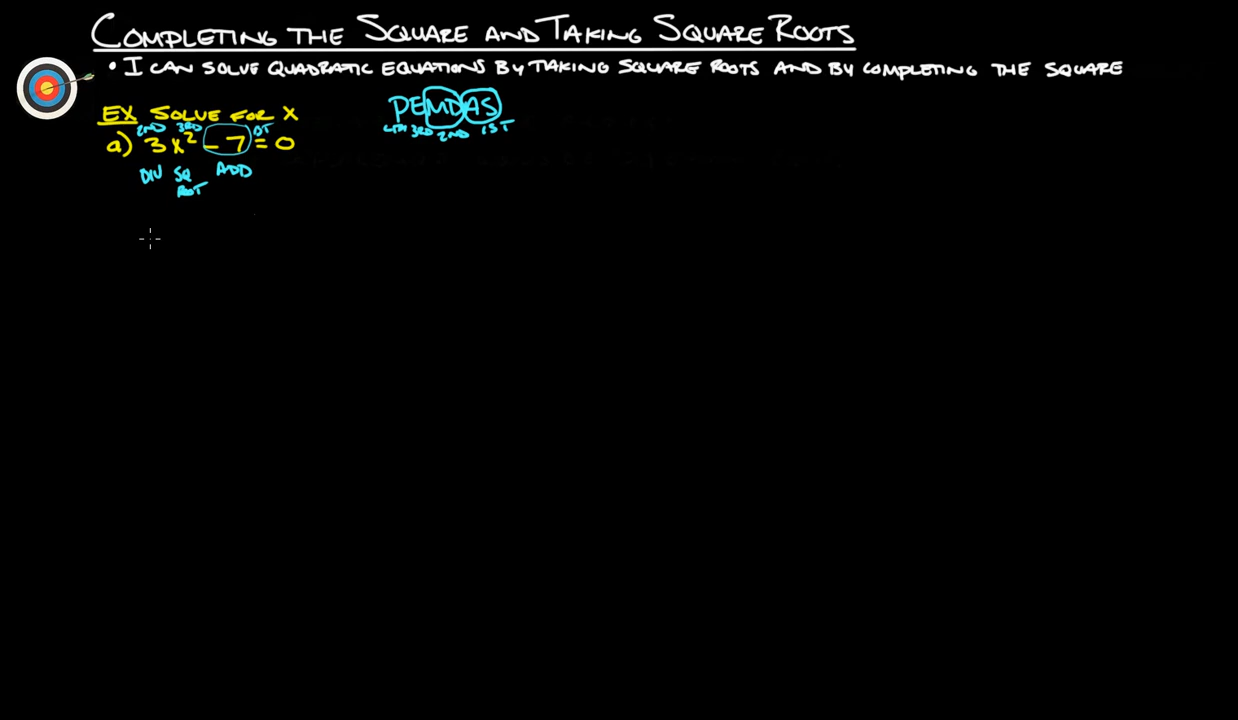 COMPLETING THE SQUARE AND TAKING SQUARE ROOTS
• I CAN SOLVE QUADRATIC EQUATIONS BY TAKING SQUARE ROOTS AND BY COMPLETING THE SQUARE
EX SOLVE FOR X
PEMDAS
4TH 3RD 2ND 1ST
2ND 3RD 1ST
a) 3x² - 7 = 0
DIV SQ ROOT ADD